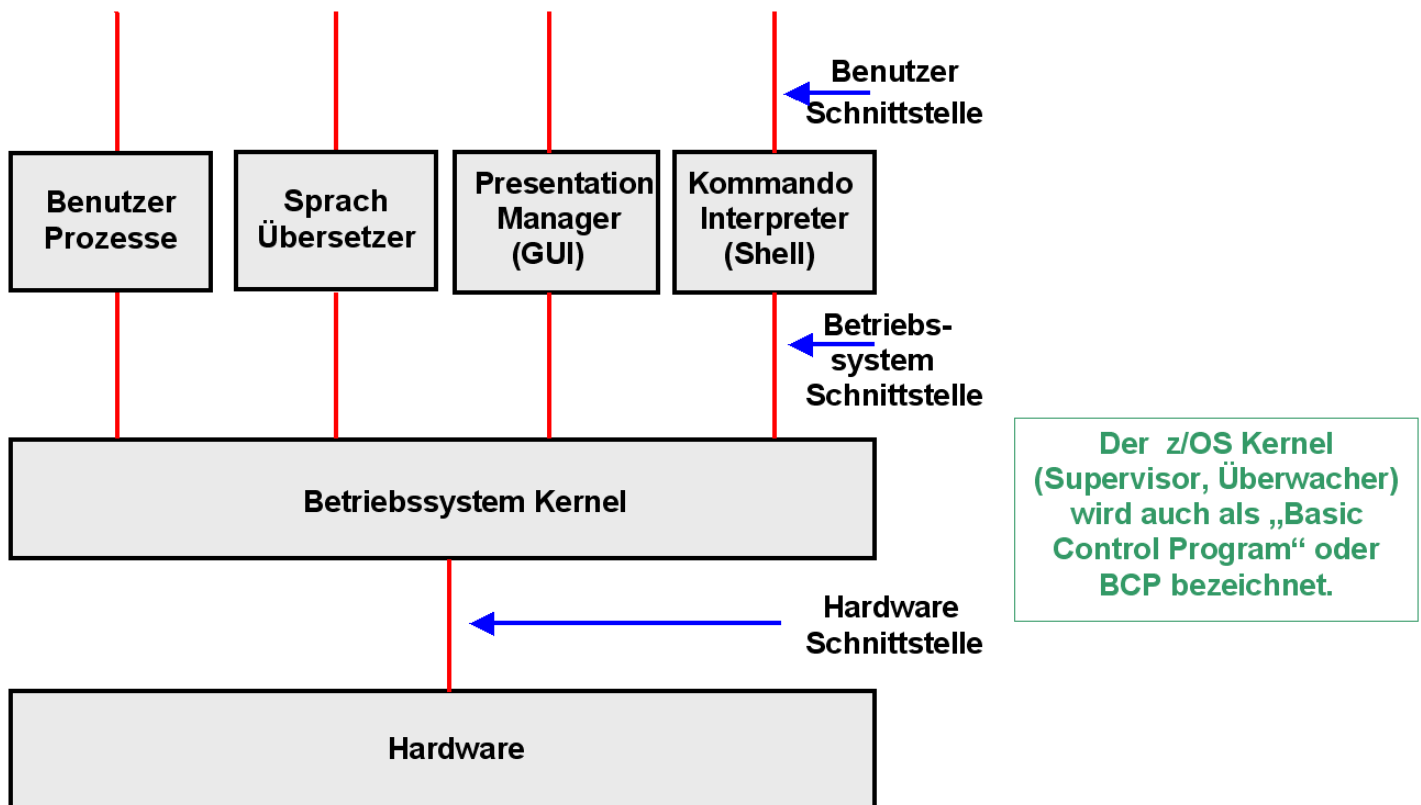 Benutzer
Schnittstelle
Benutzer
Prozesse
Sprach
Übersetzer
Presentation
Manager
(GUI)
Kommando
Interpreter
(Shell)
Betriebs-
system
Schnittstelle
Betriebssystem Kernel
Der z/OS Kernel
(Supervisor, Überwacher)
wird auch als „Basic
Control Program“ oder
BCP bezeichnet.
Hardware
Schnittstelle
Hardware